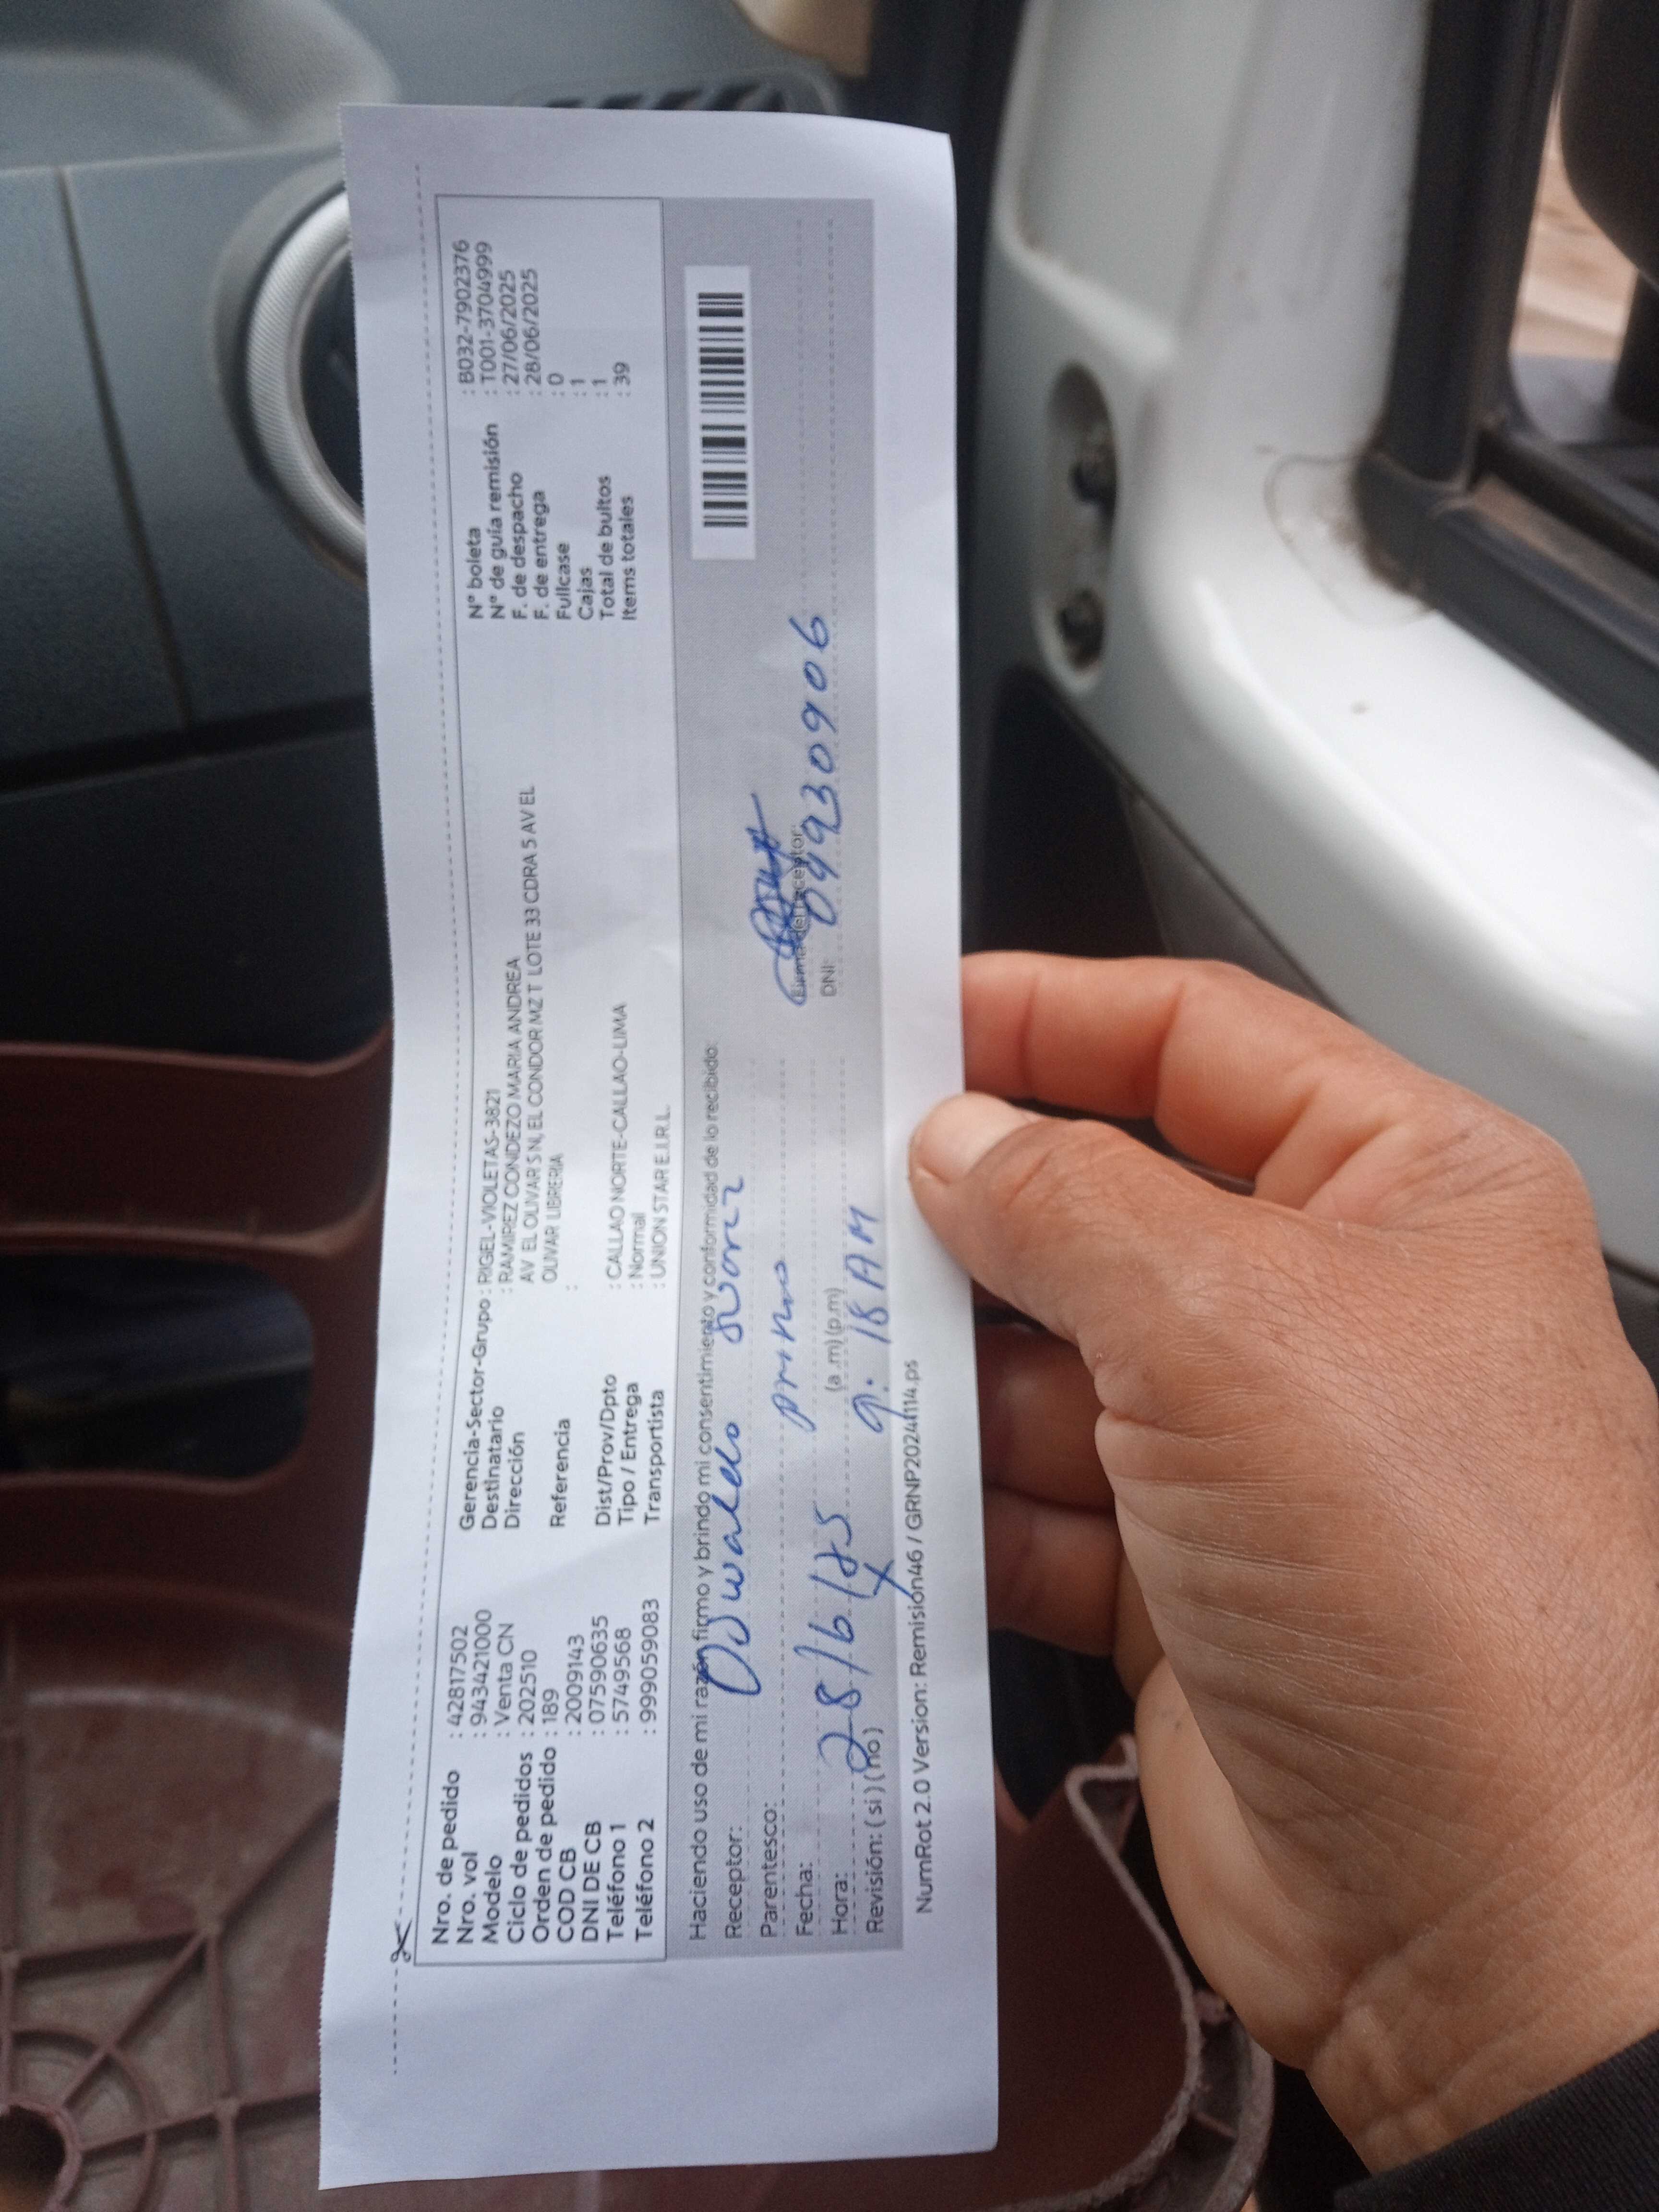 Nro. de pedido : 42817502
Nro. vol : 943421000
Modelo : Venta CN
Ciclo de pedidos : 202510
Orden de pedido : 189
COD CB : 2009143
DNI DE CB : 07590635
Teléfono 1 : 5749568
Teléfono 2 : 999059083
Gerencia-Sector-Grupo : RIGEL-VIOLETAS-3821
Destinatario : RAMIREZ CONDEZO MARIA ANDREA
Dirección AV EL OLIVAR S N, EL CONDOR MZ T LOTE 33 CDRA 5 AV EL
OLIVAR LIBRERIA
Referencia :
Dist/Prov/Dpto : CALLAO NORTE-CALLAO-LIMA
Tipo / Entrega : Normal
Transportista : UNION STAR E.I.R.L.
N° boleta : B032-7902376
N° de guía remisión : T001-3704999
F. de despacho : 27/06/2025
F. de entrega : 28/06/2025
Fullcase : 0
Cajas : 1
Total de bultos : 1
Items totales : 39
Haciendo uso de mi razón firmo y brindo mi consentimiento y conformidad de lo recibido:
Receptor: Oswaldo
Parentesco: primo
Firma del receptor:
Fecha: 28/6/25
DNI: 09930906
Hora: (a .m) (p.m) 9:18 AM
Revisión: ( si ) (no) X
NumRot 2.0 Version: Remisión46 / GRNP20241114.ps